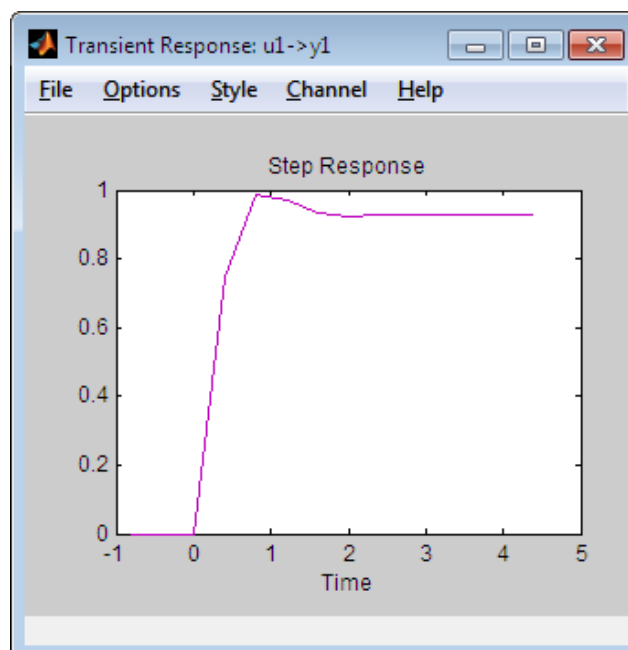 Transient Response: u1->y1
File Options Style Channel Help
Step Response
1
0.8
0.6
0.4
0.2
0
-1 0 1 2 3 4 5
Time